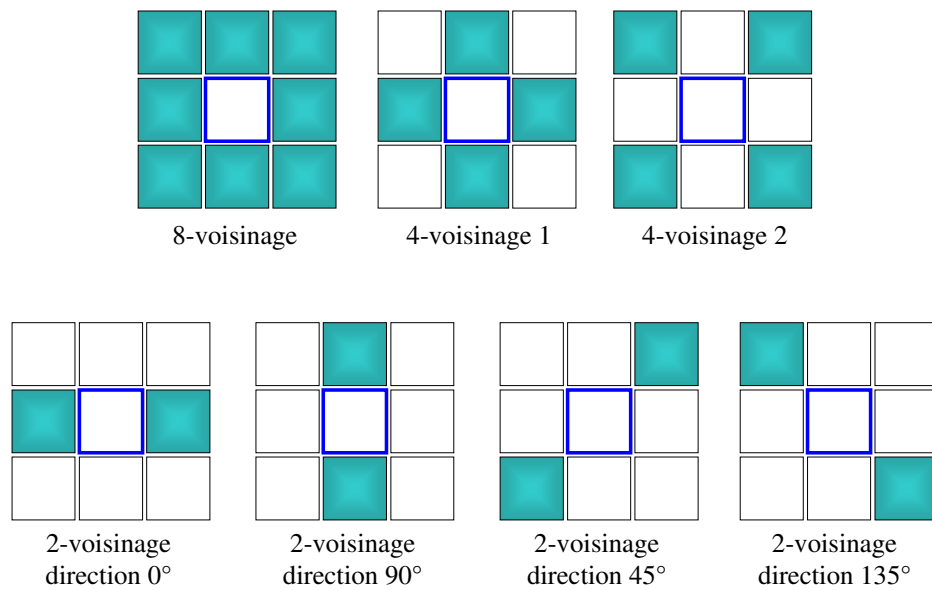 8-voisinage
4-voisinage 1
4-voisinage 2
2-voisinage
direction 0°
2-voisinage
direction 90°
2-voisinage
direction 45°
2-voisinage
direction 135°